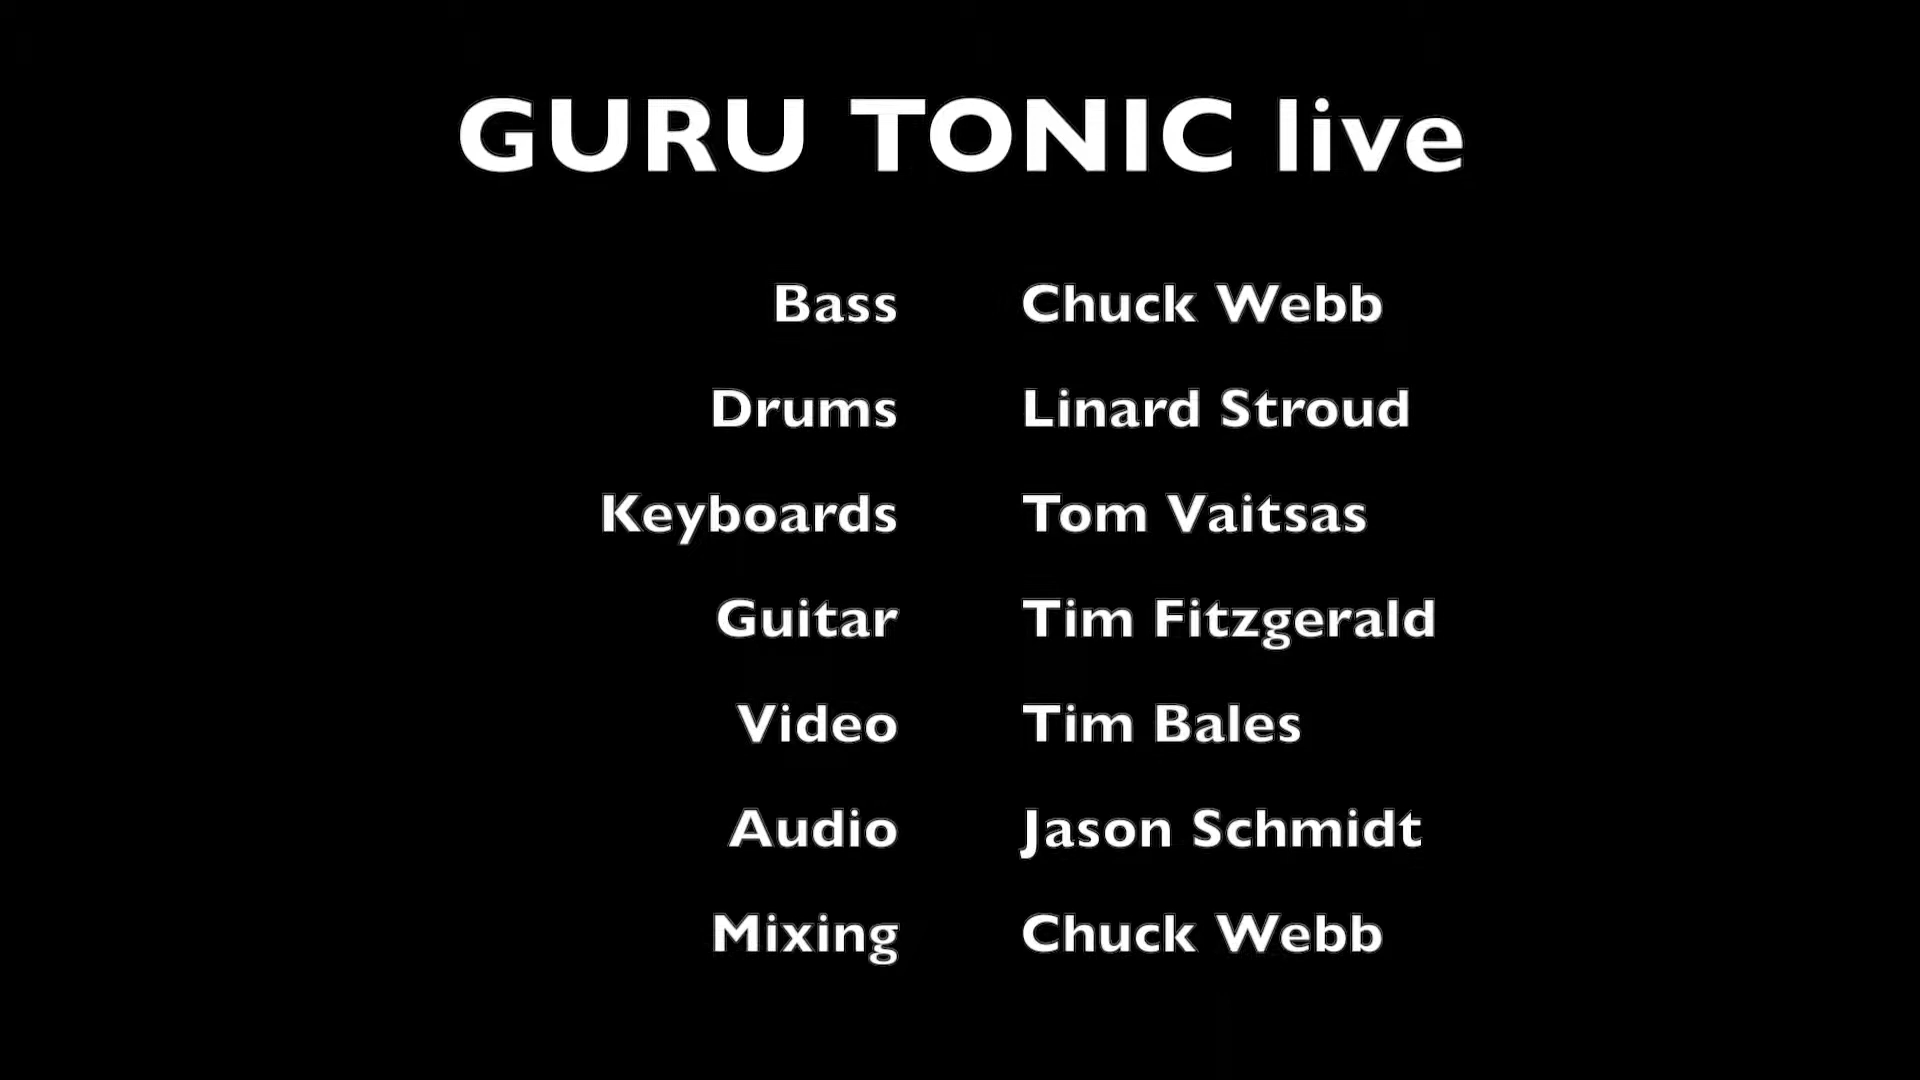 GURU TONIC live
Bass Chuck Webb
Drums Linard Stroud
Keyboards Tom Vaitsas
Guitar Tim Fitzgerald
Video Tim Bales
Audio Jason Schmidt
Mixing Chuck Webb